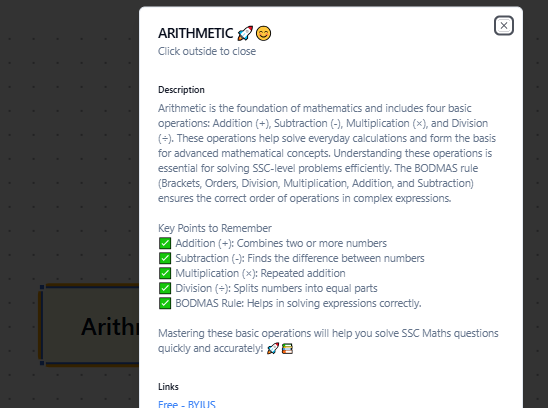 ARITHMETIC 🚀😊
Click outside to close
Description
Arithmetic is the foundation of mathematics and includes four basic
operations: Addition (+), Subtraction (-), Multiplication (×), and Division
(÷). These operations help solve everyday calculations and form the basis
for advanced mathematical concepts. Understanding these operations is
essential for solving SSC-level problems efficiently. The BODMAS rule
(Brackets, Orders, Division, Multiplication, Addition, and Subtraction)
ensures the correct order of operations in complex expressions.
Key Points to Remember
✅ Addition (+): Combines two or more numbers
✅ Subtraction (-): Finds the difference between numbers
✅ Multiplication (×): Repeated addition
✅ Division (÷): Splits numbers into equal parts
✅ BODMAS Rule: Helps in solving expressions correctly.
Mastering these basic operations will help you solve SSC Maths questions
quickly and accurately! 🚀📚
Links
Free - BYJUS